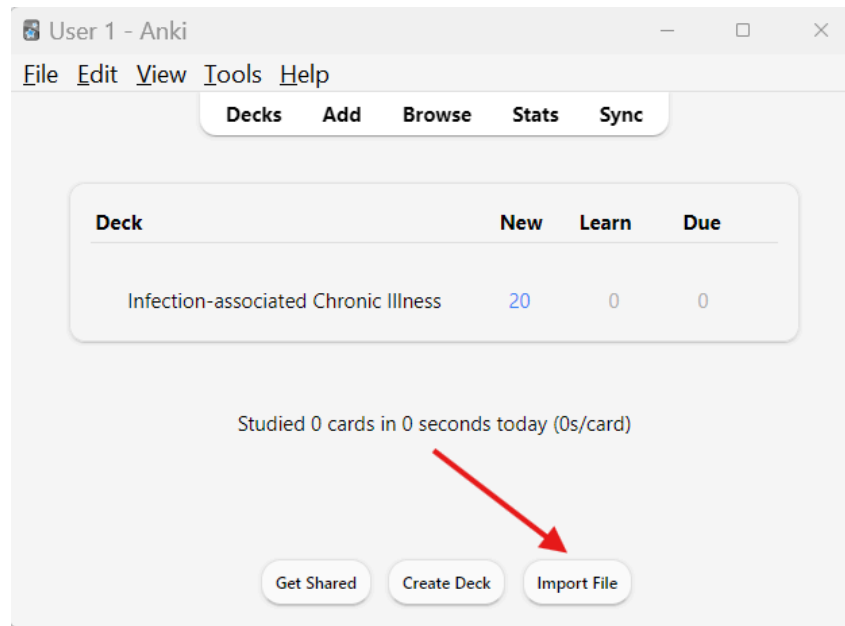 User 1 - Anki
File Edit View Tools Help
Decks Add Browse Stats Sync
Deck New Learn Due
Infection-associated Chronic Illness 20 0 0
Studied 0 cards in 0 seconds today (0s/card)
Get Shared Create Deck Import File